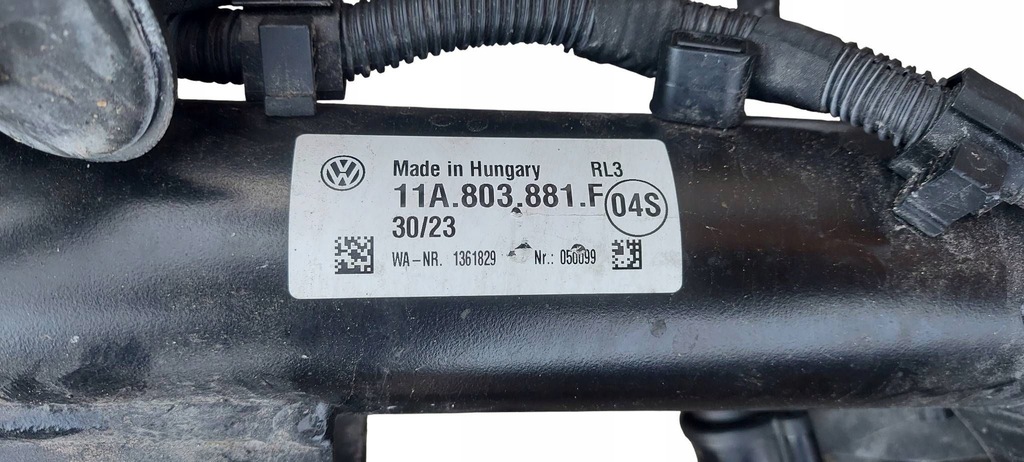 Made in Hungary RL3
11A.803.881.F 04S
30/23
WA-NR. 1361829 Nr.: 050099